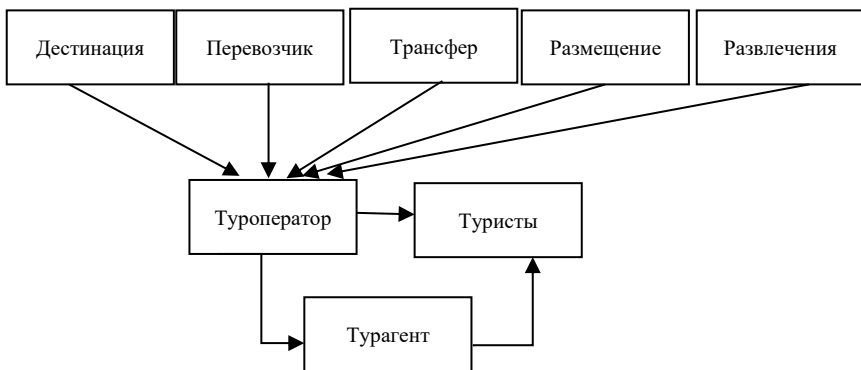 Дестинация
Перевозчик
Трансфер
Размещение
Развлечения
Туроператор
Туристы
Турагент